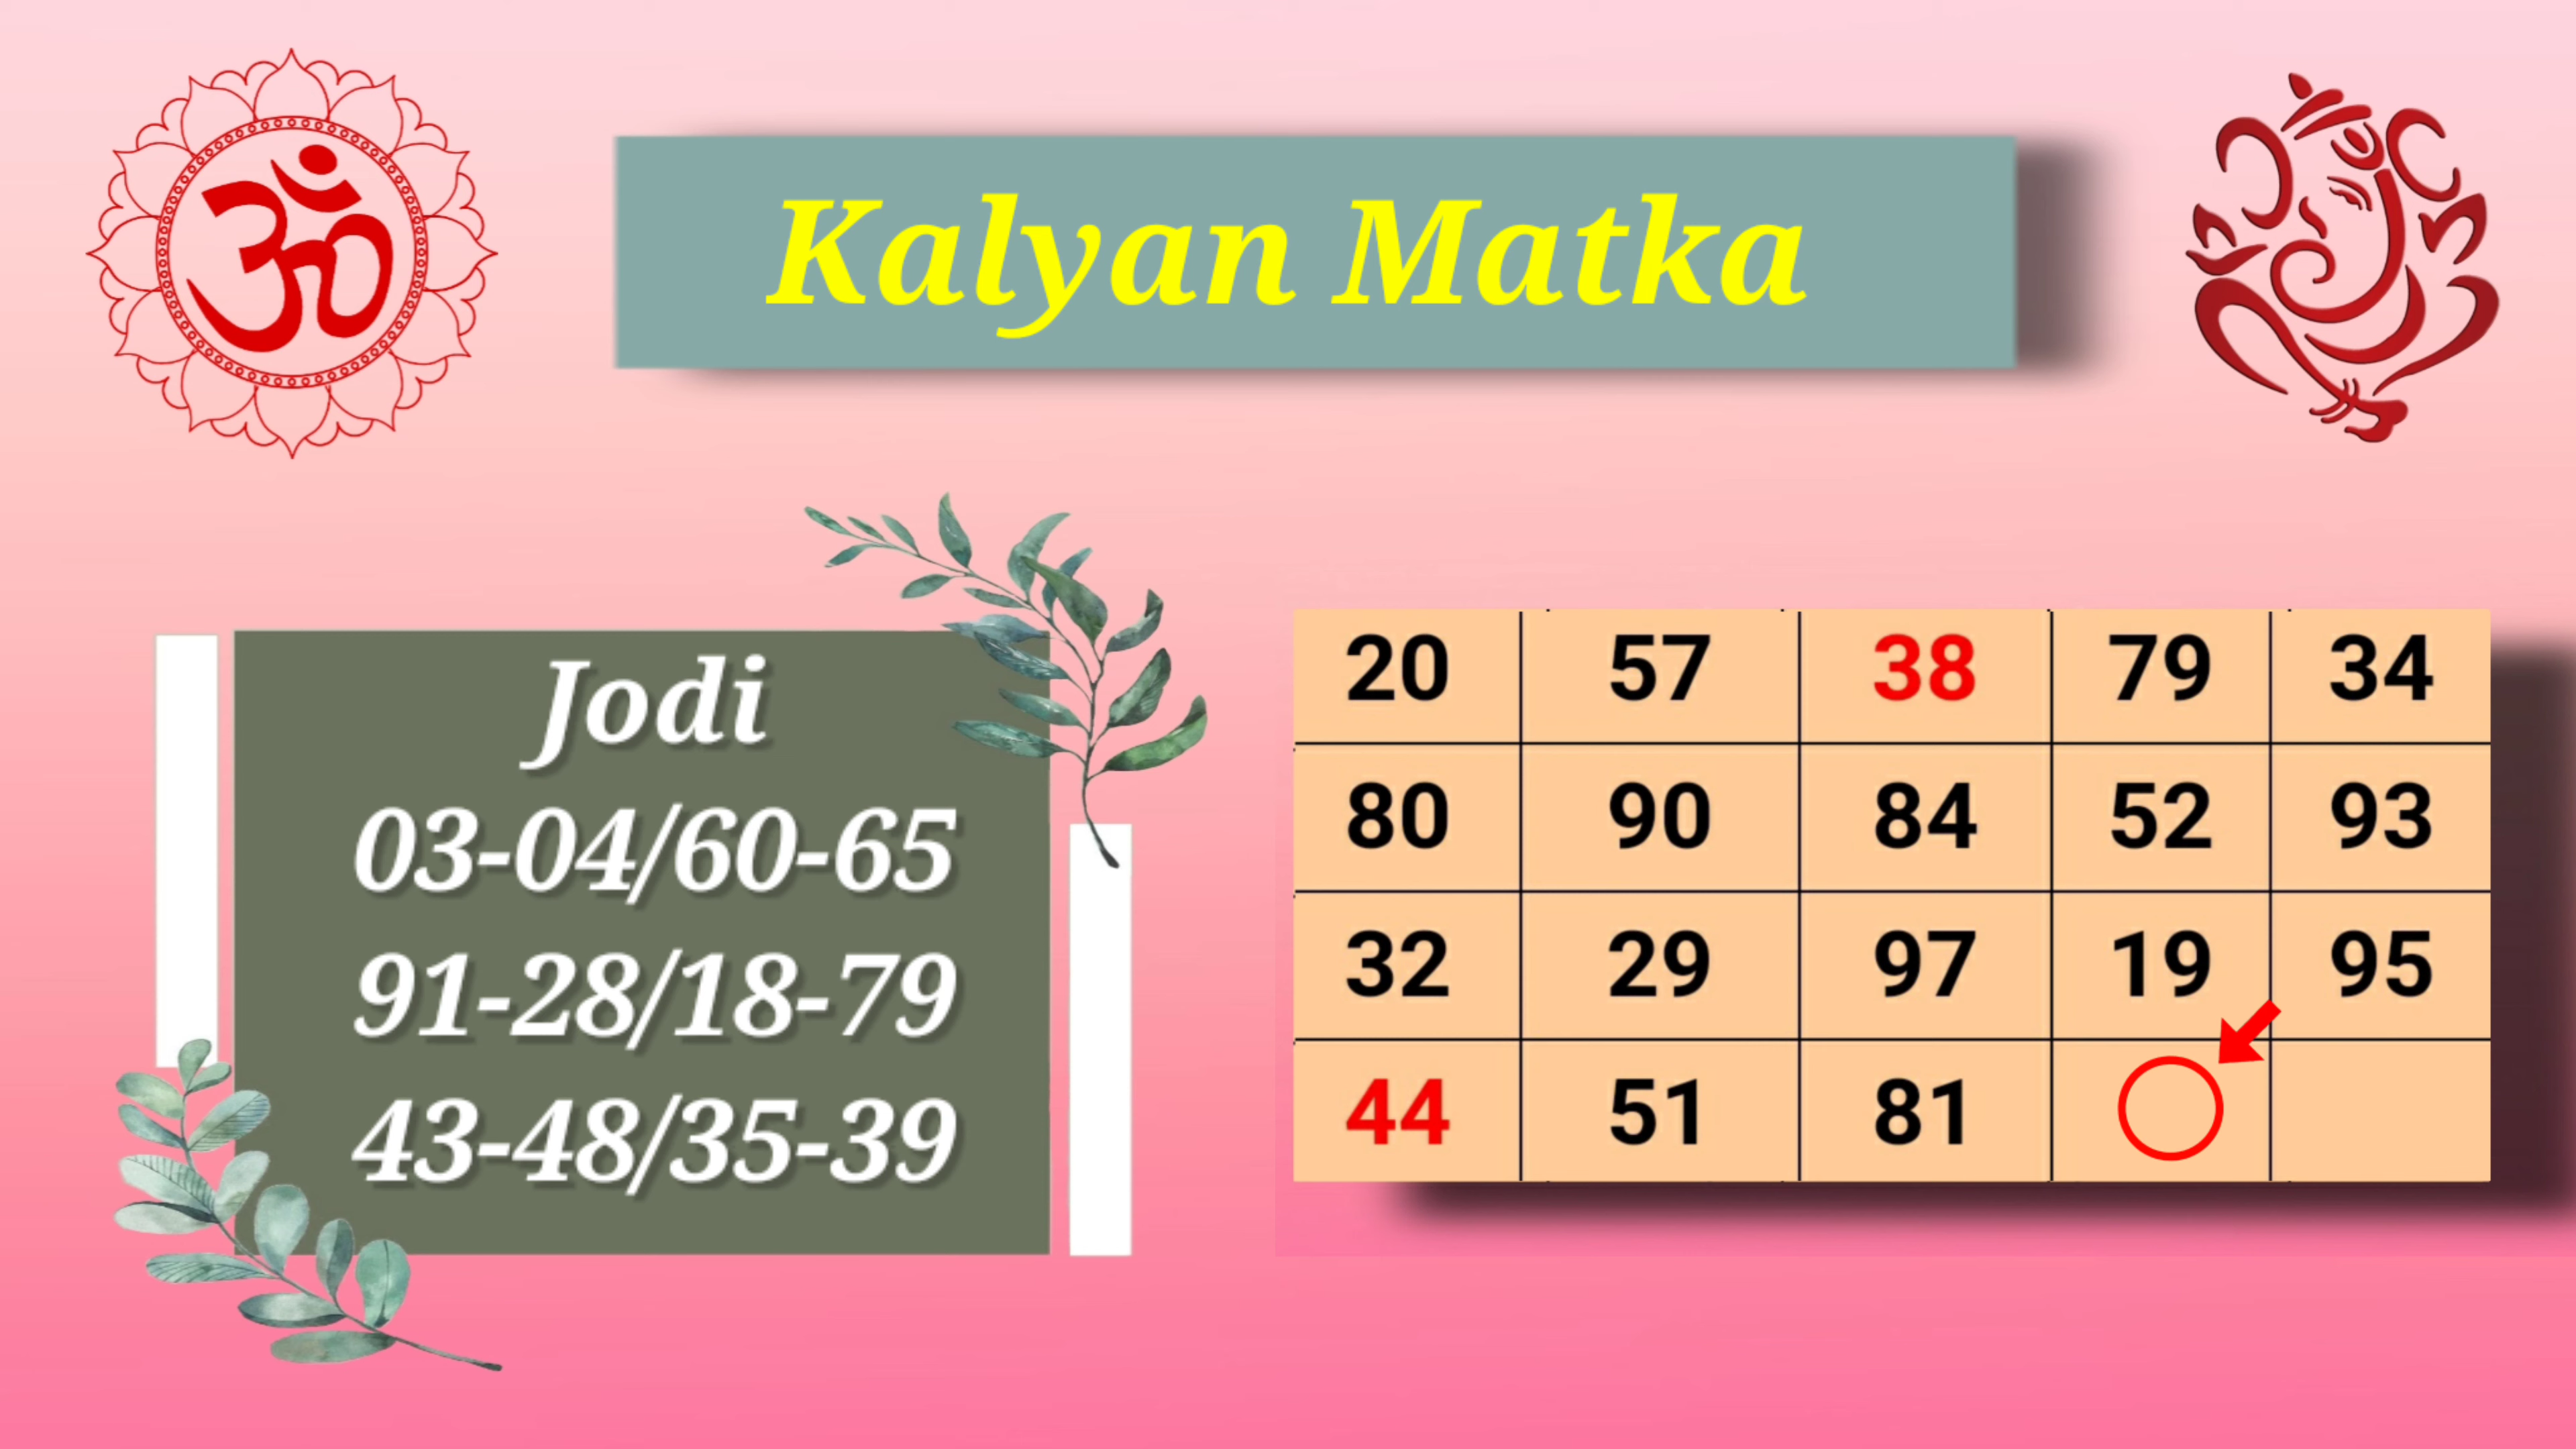 ॐ
Kalyan Matka
Jodi
03-04/60-65
91-28/18-79
43-48/35-39
20 57 38 79 34
80 90 84 52 93
32 29 97 19 95
44 51 81